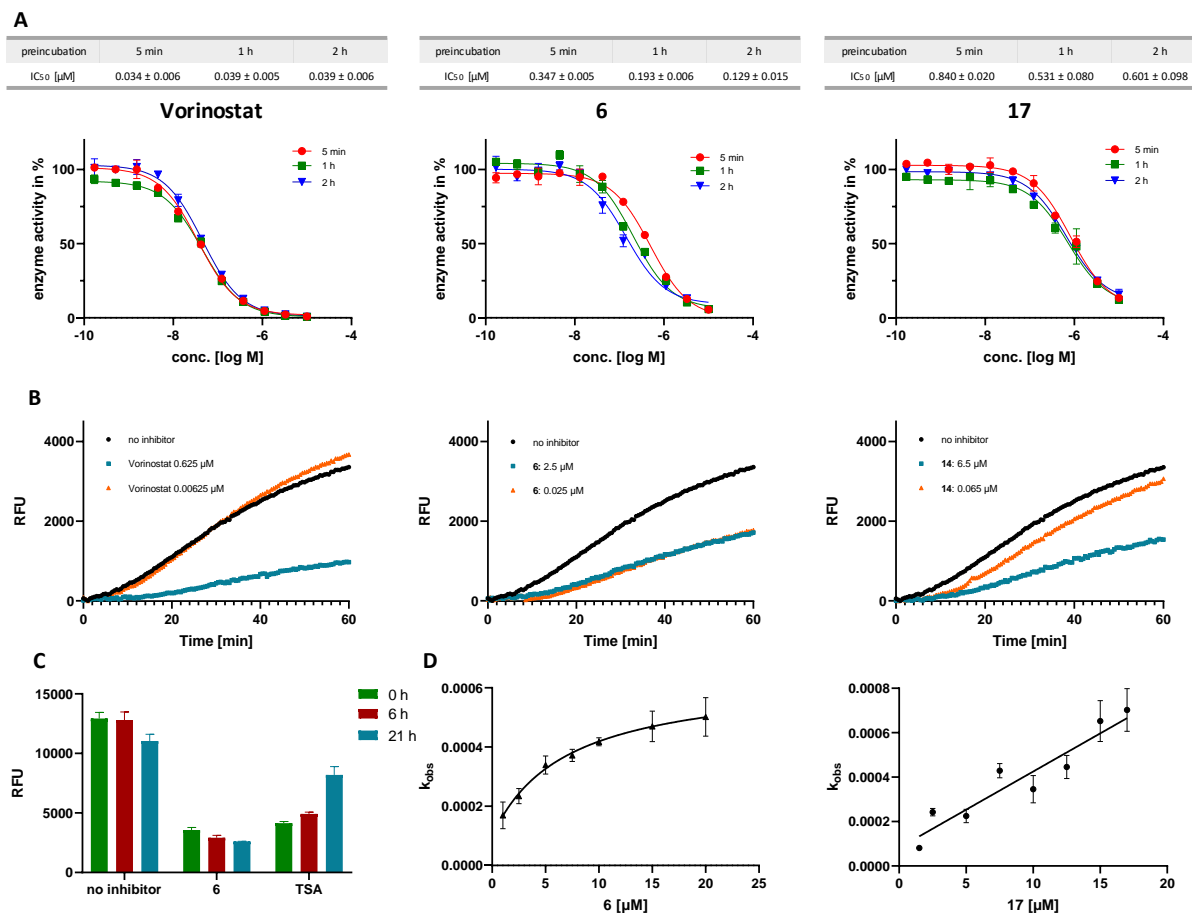 A
preincubation 5 min 1 h 2 h
IC50 [µM] 0.034 ± 0.006 0.039 ± 0.005 0.039 ± 0.006
preincubation 5 min 1 h 2 h
IC50 [µM] 0.347 ± 0.005 0.193 ± 0.006 0.129 ± 0.015
preincubation 5 min 1 h 2 h
IC50 [µM] 0.840 ± 0.020 0.531 ± 0.080 0.601 ± 0.098
Vorinostat
enzyme activity in %
100
50
0
5 min
1 h
2 h
-10 -8 -6 -4
conc. [log M]
6
enzyme activity in %
100
50
0
5 min
1 h
2 h
-10 -8 -6 -4
conc. [log M]
17
enzyme activity in %
100
50
0
5 min
1 h
2 h
-10 -8 -6 -4
conc. [log M]
B
RFU
4000
2000
0
no inhibitor
Vorinostat 0.625 µM
Vorinostat 0.00625 µM
0 20 40 60
Time [min]
RFU
4000
2000
0
no inhibitor
6: 2.5 µM
6: 0.025 µM
0 20 40 60
Time [min]
RFU
4000
2000
0
no inhibitor
14: 6.5 µM
14: 0.065 µM
0 20 40 60
Time [min]
C
RFU
15000
10000
5000
0
0 h
6 h
21 h
no inhibitor 6 TSA
D
kobs
0.0006
0.0004
0.0002
0.0000
0 5 10 15 20 25
6 [µM]
kobs
0.0008
0.0006
0.0004
0.0002
0.0000
0 5 10 15 20
17 [µM]